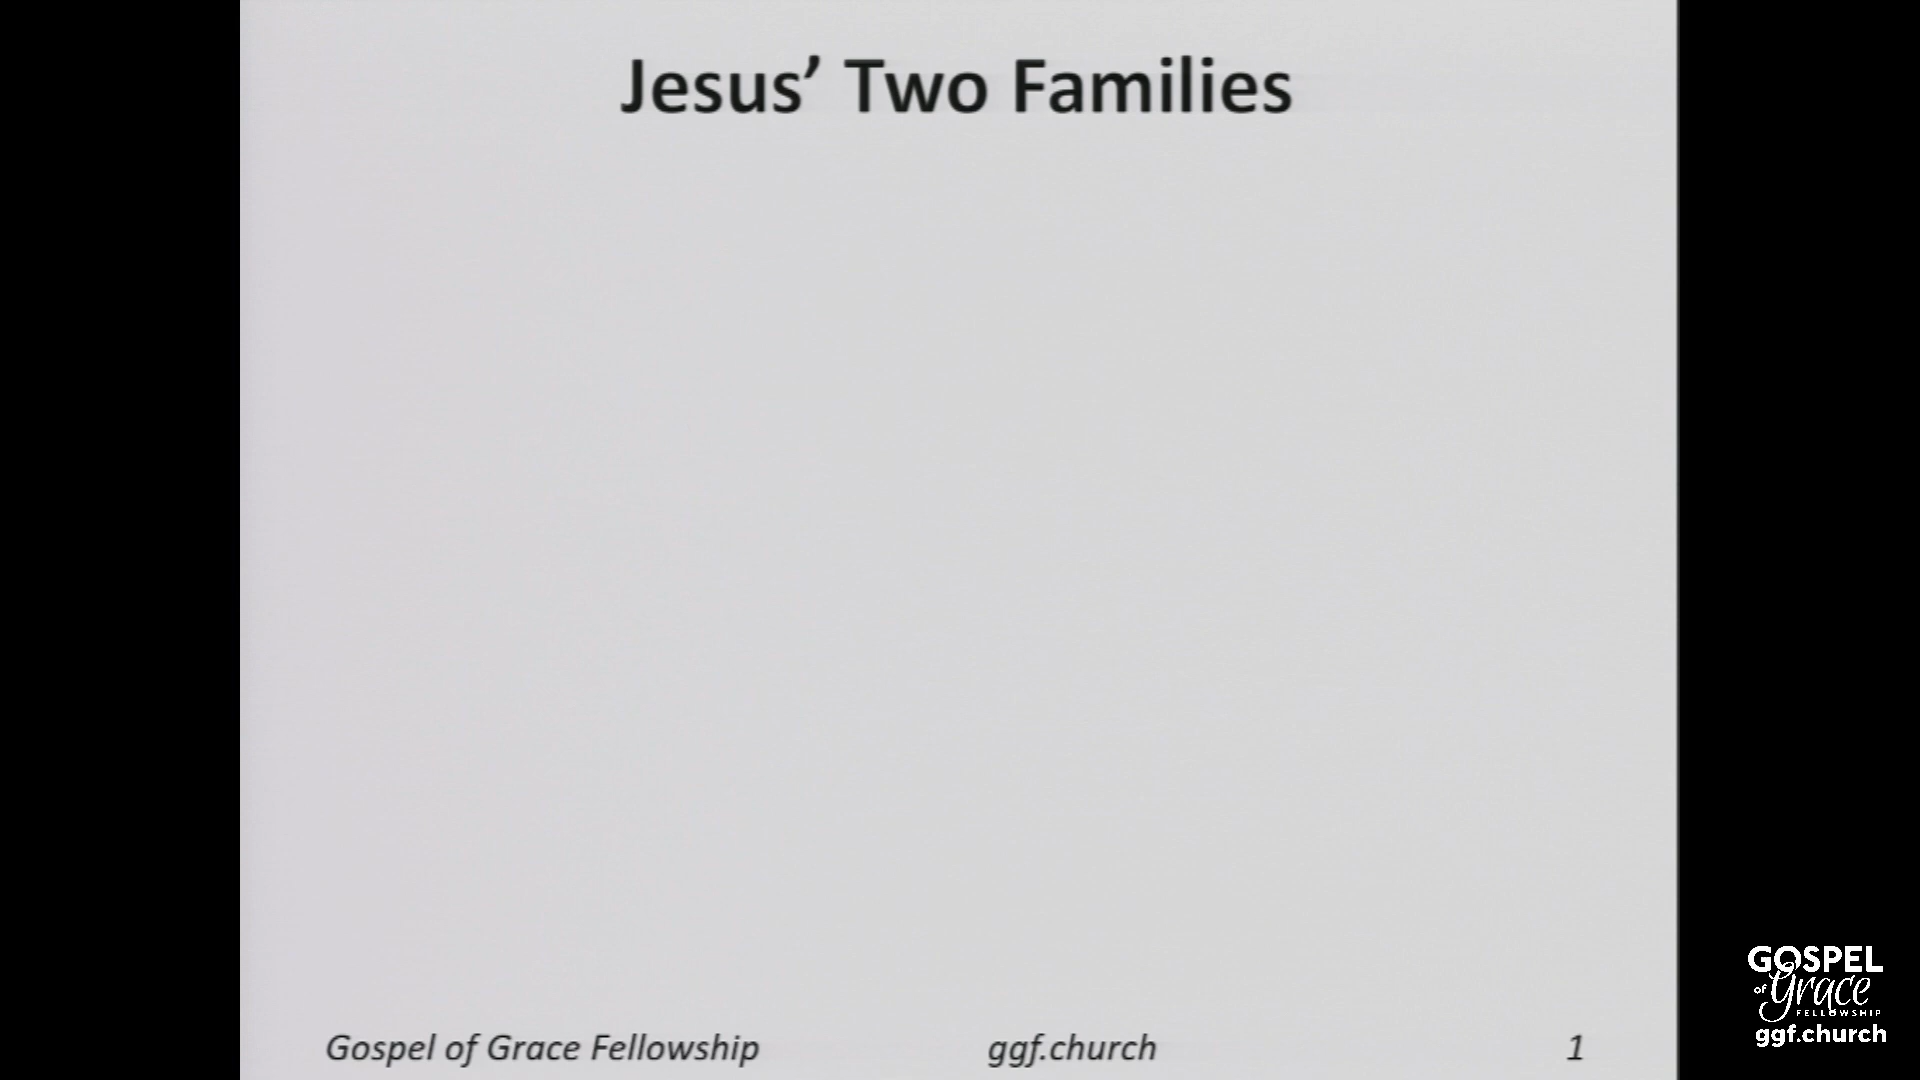 Jesus’ Two Families
Gospel of Grace Fellowship ggf.church 1
GOSPEL
of Grace
FELLOWSHIP
ggf.church